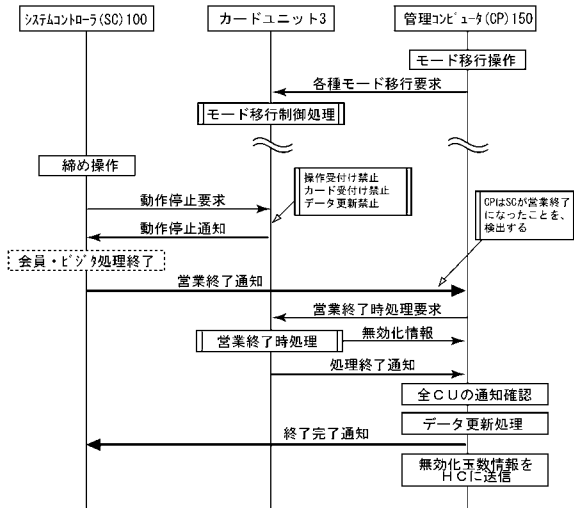 システムコントローラ(SC)100
カードユニット3
管理コンピュータ(CP)150
モード移行操作
各種モード移行要求
モード移行制御処理
締め操作
操作受付け禁止
カード受付け禁止
データ更新禁止
動作停止要求
CPはSCが営業終了
になったことを、
検出する
動作停止通知
会員・ビジタ処理終了
営業終了通知
営業終了時処理要求
営業終了時処理
無効化情報
処理終了通知
全CUの通知確認
データ更新処理
終了完了通知
無効化玉数情報を
HCに送信